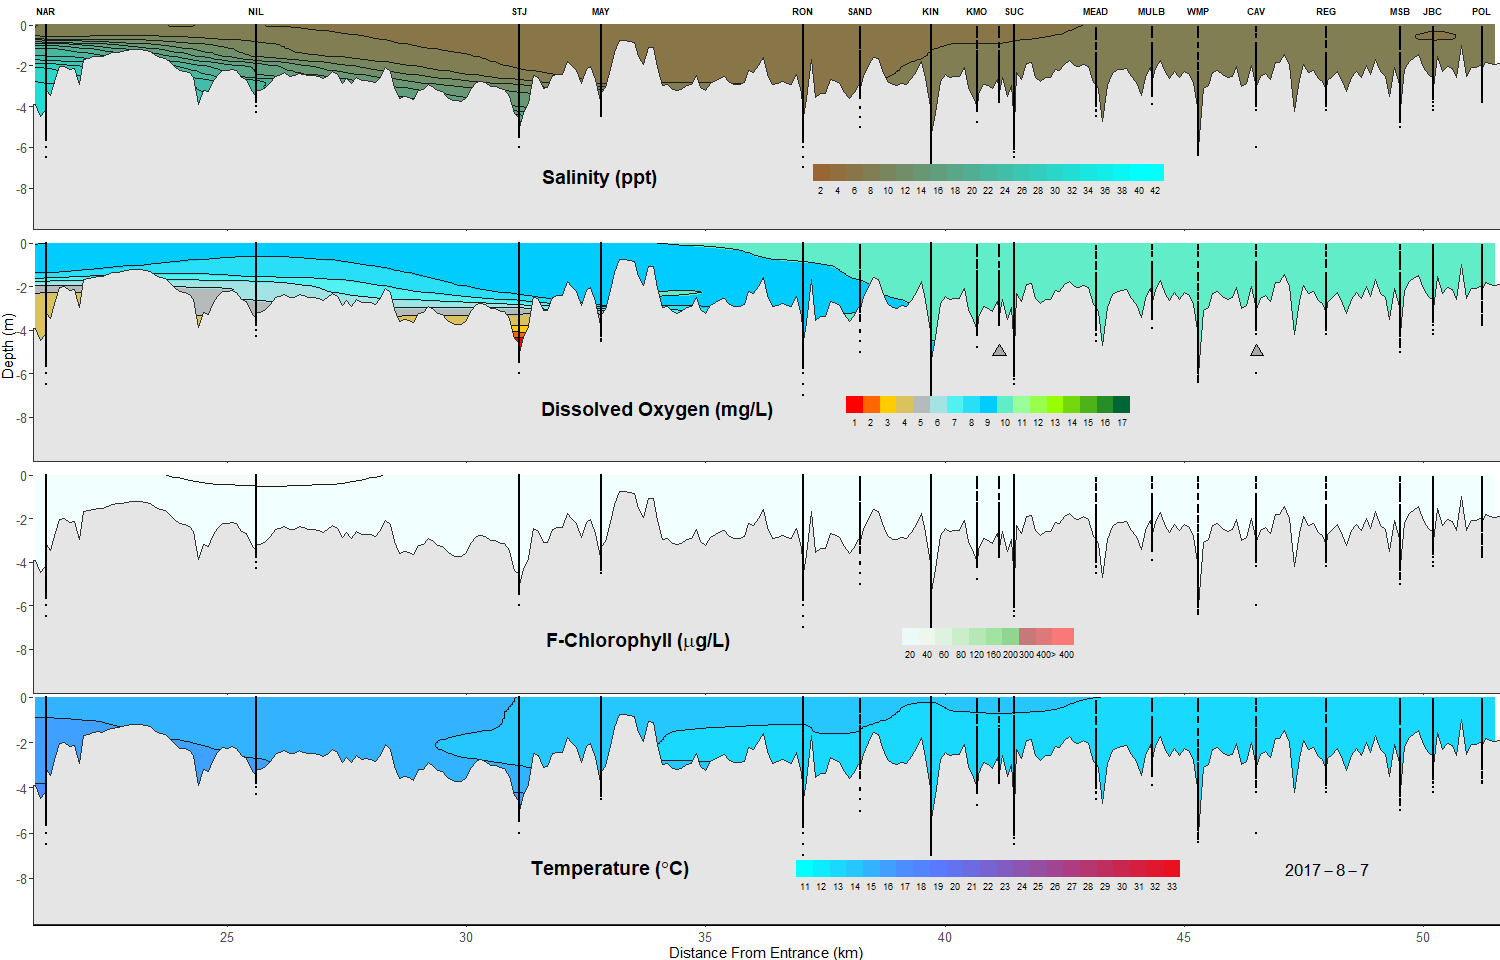 NAR NIL STJ MAY RON SAND KIN KMO SUC MEAD MULB WMP CAV REG MSB JBC POL
0
-2
-4
-6
-8
Salinity (ppt)
2 4 6 8 10 12 14 16 18 20 22 24 26 28 30 32 34 36 38 40 42
0
-2
-4
-6
-8
Depth (m)
Dissolved Oxygen (mg/L)
1 2 3 4 5 6 7 8 9 10 11 12 13 14 15 16 17
0
-2
-4
-6
-8
F-Chlorophyll (μg/L)
20 40 60 80 120 160 200 300 400 > 400
0
-2
-4
-6
-8
Temperature (°C)
11 12 13 14 15 16 17 18 19 20 21 22 23 24 25 26 27 28 29 30 31 32 33
2017-8-7
25 30 35 40 45 50
Distance From Entrance (km)